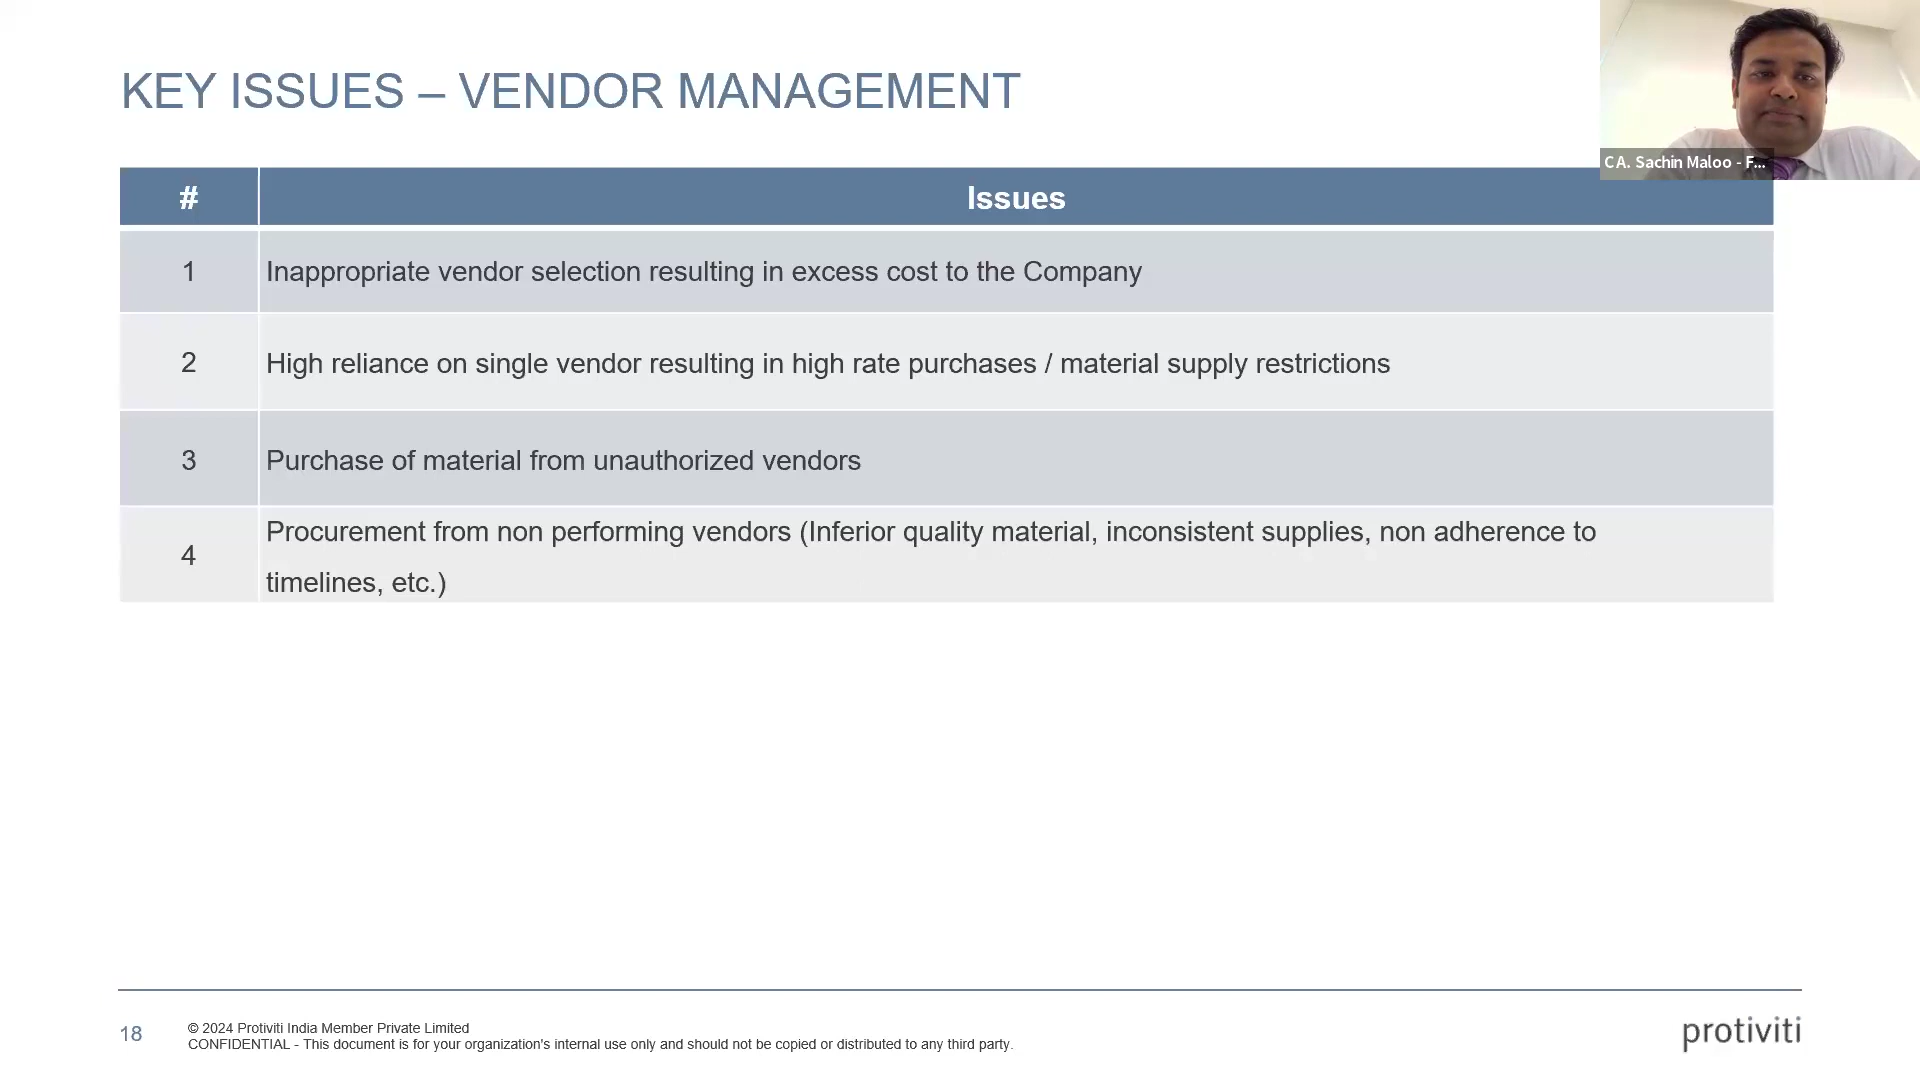 KEY ISSUES – VENDOR MANAGEMENT
CA. Sachin Maloo - F...
# Issues
1 Inappropriate vendor selection resulting in excess cost to the Company
2 High reliance on single vendor resulting in high rate purchases / material supply restrictions
3 Purchase of material from unauthorized vendors
4 Procurement from non performing vendors (Inferior quality material, inconsistent supplies, non adherence to
timelines, etc.)
18 © 2024 Protiviti India Member Private Limited
CONFIDENTIAL - This document is for your organization's internal use only and should not be copied or distributed to any third party.
protiviti